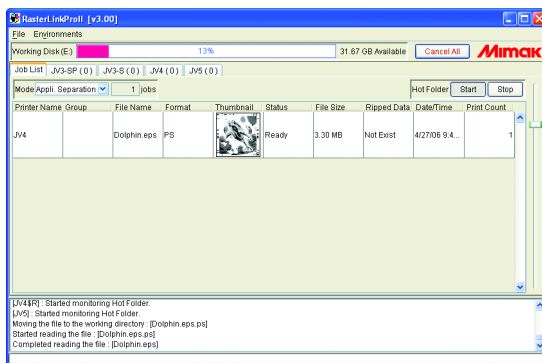 RasterLinkProII [v3.00]
File Environments
Working Disk(E:) 13% 31.67 GB Available Cancel All Mimaki
Job List JV3-SP ( 0 ) JV3-S ( 0 ) JV4 ( 0 ) JV5 ( 0 )
Mode Appli. Separation 1 jobs Hot Folder Start Stop
Printer Name Group File Name Format Thumbnail Status File Size Ripped Data Date/Time Print Count
JV4 Dolphin.eps PS Ready 3.30 MB Not Exist 4/27/06 9:4... 1
[JV4$R] : Started monitoring Hot Folder.
[JV5] : Started monitoring Hot Folder.
Moving the file to the working directory : [Dolphin.eps.ps]
Started reading the file : [Dolphin.eps.ps]
Completed reading the file : [Dolphin.eps]